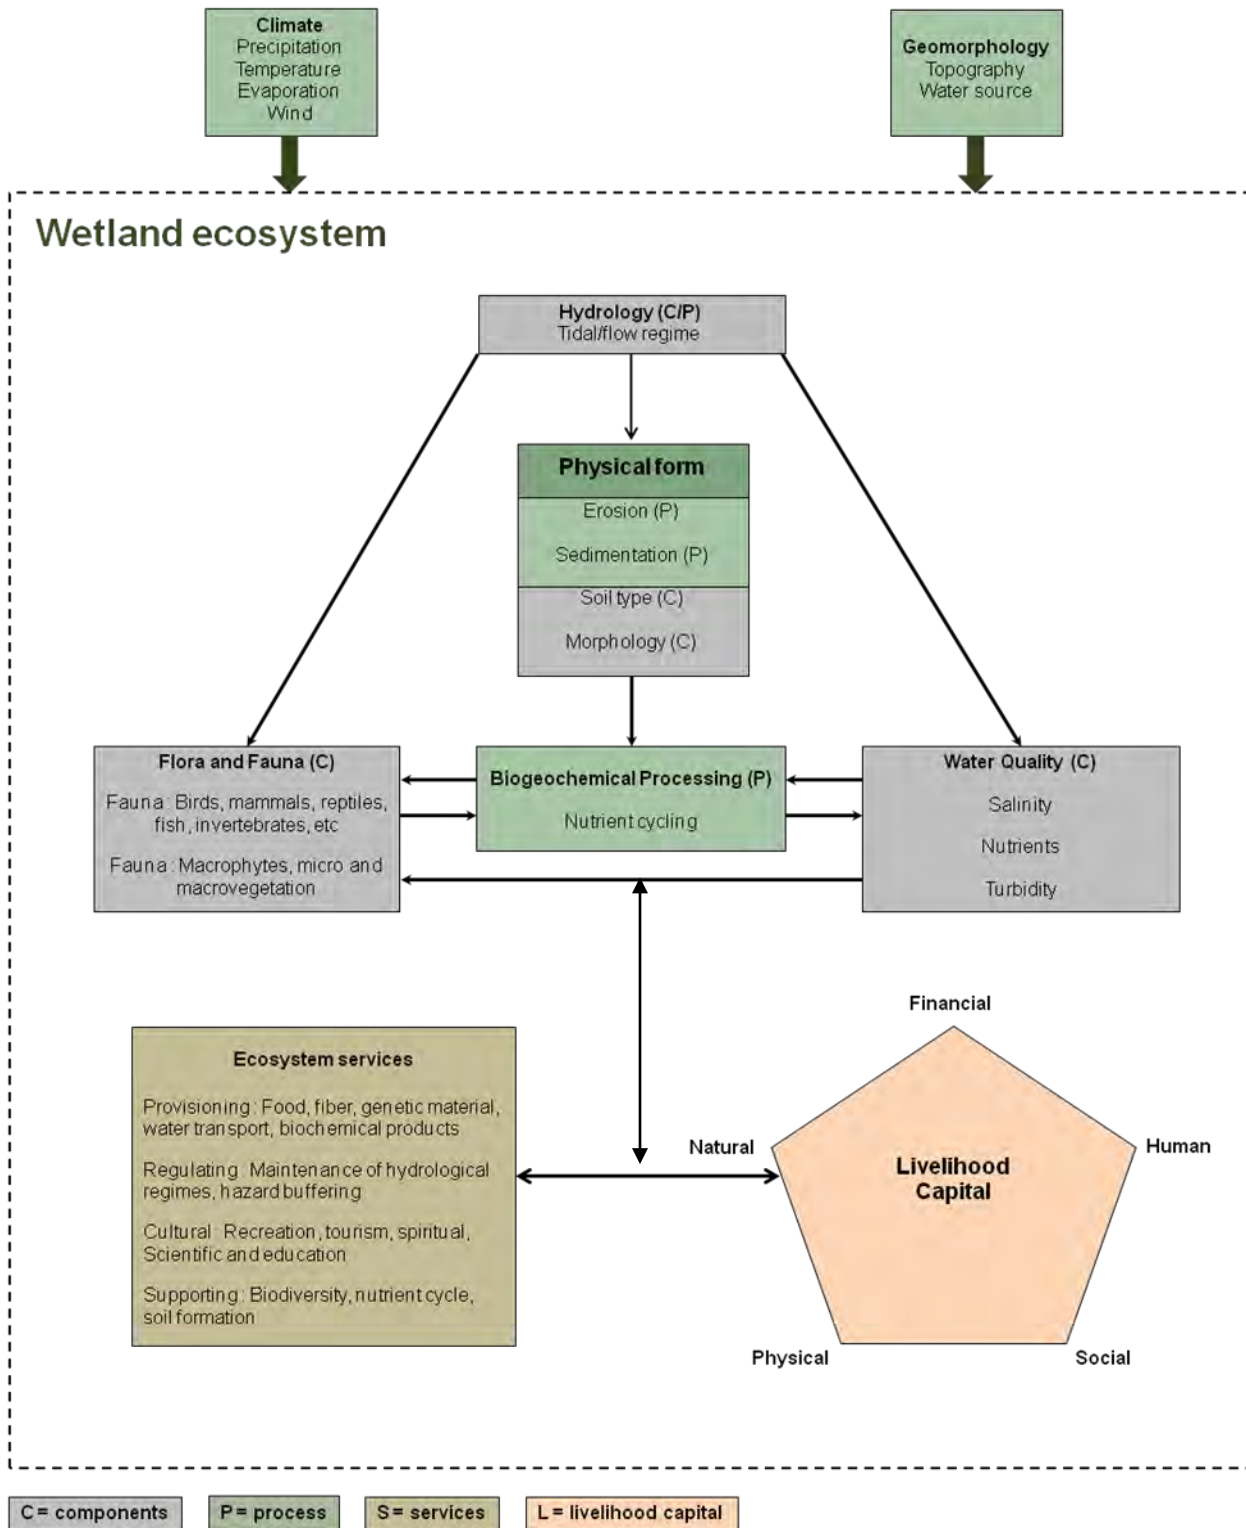 Climate
Precipitation
Temperature
Evaporation
Wind
Geomorphology
Topography
Water source
Wetland ecosystem
Hydrology (C/P)
Tidal/flow regime
Physical form
Erosion (P)
Sedimentation (P)
Soil type (C)
Morphology (C)
Flora and Fauna (C)
Fauna: Birds, mammals, reptiles,
fish, invertebrates, etc
Fauna: Macrophytes, micro and
macrovegetation
Biogeochemical Processing (P)
Nutrient cycling
Water Quality (C)
Salinity
Nutrients
Turbidity
Ecosystem services
Provisioning: Food, fiber, genetic material,
water transport, biochemical products
Regulating: Maintenance of hydrological
regimes, hazard buffering
Cultural: Recreation, tourism, spiritual,
Scientific and education
Supporting: Biodiversity, nutrient cycle,
soil formation
Financial
Natural
Human
Livelihood
Capital
Physical
Social
C = components
P = process
S = services
L = livelihood capital